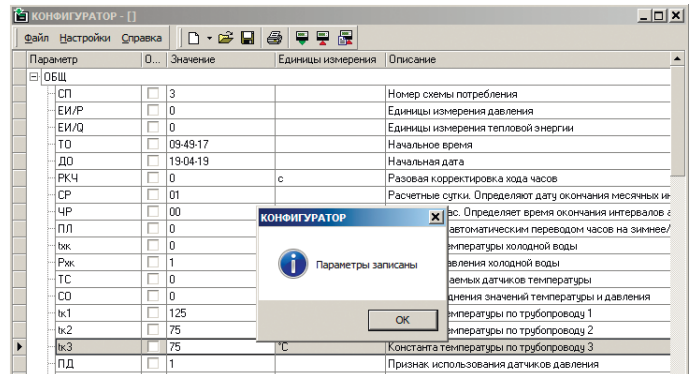 КОНФИГУРАТОР - []
Файл Настройки Справка
Параметр О... Значение Единицы измерения Описание
ОБЩ
СП 3 Номер схемы потребления
ЕИ/P 0 Единицы измерения давления
ЕИ/Q 0 Единицы измерения тепловой энергии
ТО 09-49-17 Начальное время
ДО 19-04-19 Начальная дата
РКЧ 0 с Разовая корректировка хода часов
СР 01 Расчетные сутки. Определяют дату окончания месячных ин
ЧР 00 ас. Определяет время окончания интервалов а
ПЛ 0 автоматическим переводом часов на зимнее/
tхк 0 емпературы холодной воды
Рхк 1 авления холодной воды
ТС 0 аемых датчиков температуры
СО 0 днения значений температуры и давления
tк1 125 емпературы по трубопроводу 1
tк2 75 емпературы по трубопроводу 2
tк3 75 °C Константа температуры по трубопроводу 3
ПД 1 Признак использования датчиков давления
КОНФИГУРАТОР
Параметры записаны
OK